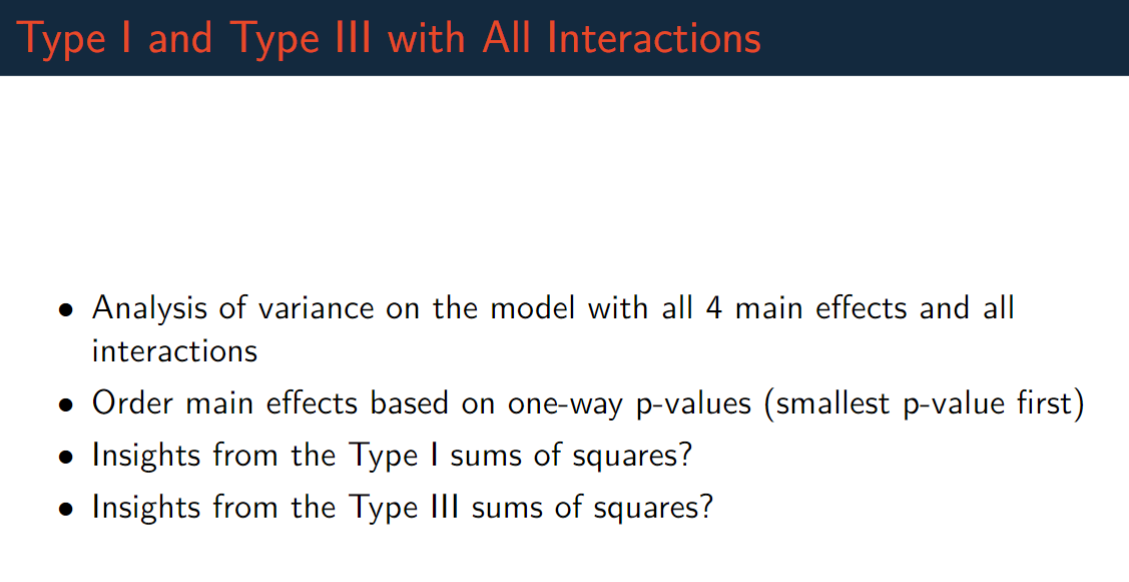 Type I and Type III with All Interactions
• Analysis of variance on the model with all 4 main effects and all
interactions
• Order main effects based on one-way p-values (smallest p-value first)
• Insights from the Type I sums of squares?
• Insights from the Type III sums of squares?